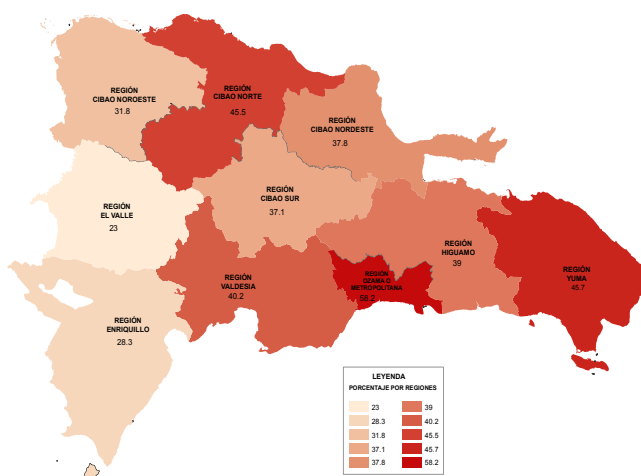 REGIÓN
CIBAO NOROESTE
31.8
REGIÓN
CIBAO NORTE
45.5
REGIÓN
CIBAO NORDESTE
37.8
REGIÓN
EL VALLE
23
REGIÓN
CIBAO SUR
37.1
REGIÓN
HIGUAMO
39
REGIÓN
YUMA
45.7
REGIÓN
VALDESIA
40.2
REGIÓN
OZAMA O
METROPOLITANA
58.2
REGIÓN
ENRIQUILLO
28.3
LEYENDA
PORCENTAJE POR REGIONES
23
28.3
31.8
37.1
37.8
39
40.2
45.5
45.7
58.2